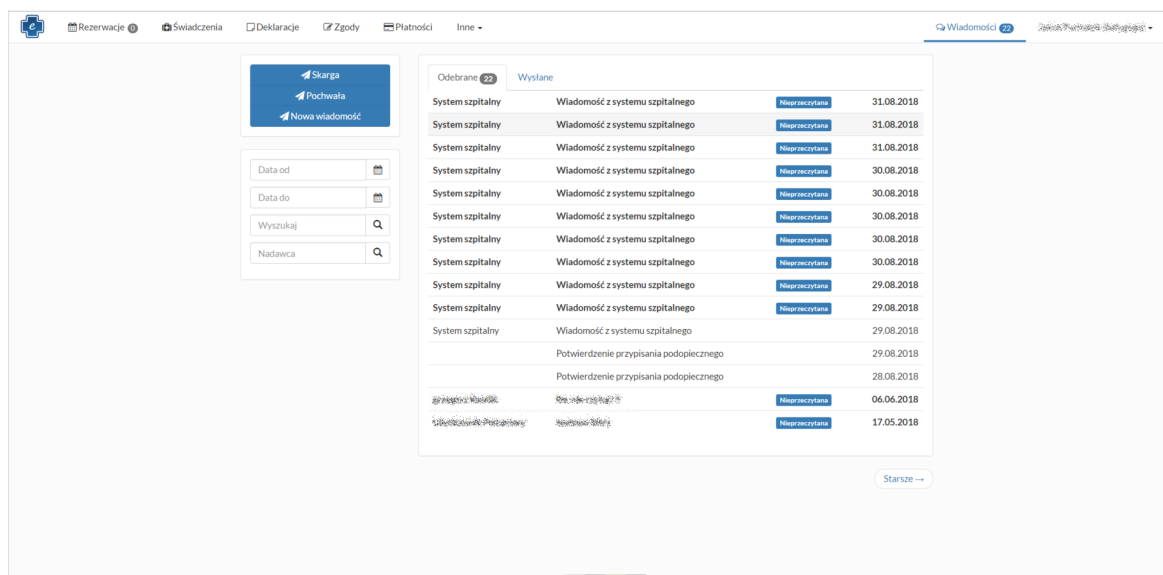 e Rezerwacje 0 Świadczenia Deklaracje Zgody Płatności Inne Wiadomości 22
Skarga
Pochwała
Nowa wiadomość
Data od
Data do
Wyszukaj
Nadawca
Odebrane 22 Wysłane
System szpitalny Wiadomość z systemu szpitalnego Nieprzeczytana 31.08.2018
System szpitalny Wiadomość z systemu szpitalnego Nieprzeczytana 31.08.2018
System szpitalny Wiadomość z systemu szpitalnego Nieprzeczytana 31.08.2018
System szpitalny Wiadomość z systemu szpitalnego Nieprzeczytana 30.08.2018
System szpitalny Wiadomość z systemu szpitalnego Nieprzeczytana 30.08.2018
System szpitalny Wiadomość z systemu szpitalnego Nieprzeczytana 30.08.2018
System szpitalny Wiadomość z systemu szpitalnego Nieprzeczytana 30.08.2018
System szpitalny Wiadomość z systemu szpitalnego Nieprzeczytana 30.08.2018
System szpitalny Wiadomość z systemu szpitalnego Nieprzeczytana 29.08.2018
System szpitalny Wiadomość z systemu szpitalnego Nieprzeczytana 29.08.2018
System szpitalny Wiadomość z systemu szpitalnego 29.08.2018
Potwierdzenie przypisania podopiecznego 29.08.2018
Potwierdzenie przypisania podopiecznego 28.08.2018
Nieprzeczytana 06.06.2018
Nieprzeczytana 17.05.2018
Starsze →